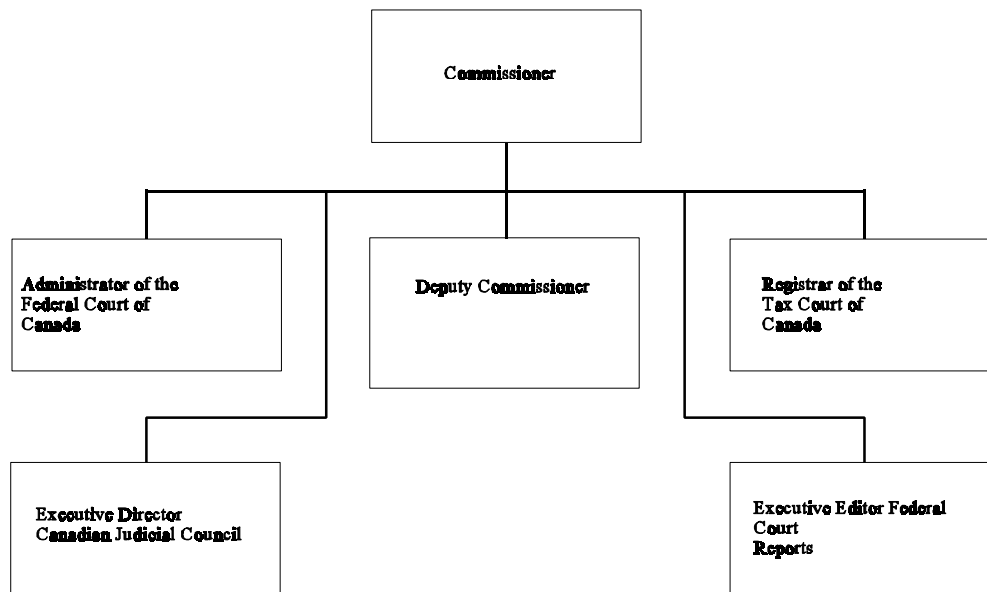 Commissioner
Administrator of the
Federal Court of
Canada
Deputy Commissioner
Registrar of the
Tax Court of
Canada
Executive Director
Canadian Judicial Council
Executive Editor Federal
Court
Reports